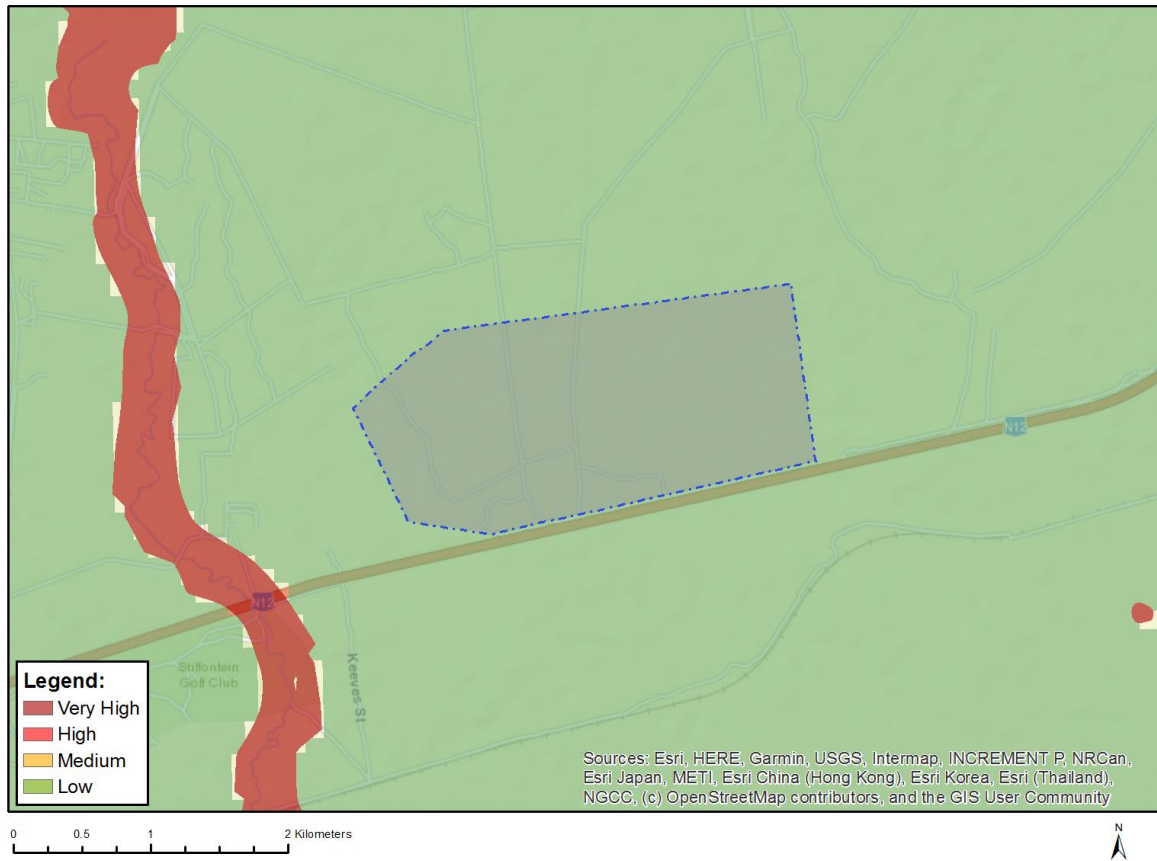 N12
N12
Stilfontein
Golf Club
Keeves St
Legend:
Very High
High
Medium
Low
Sources: Esri, HERE, Garmin, USGS, Intermap, INCREMENT P, NRCan,
Esri Japan, METI, Esri China (Hong Kong), Esri Korea, Esri (Thailand),
NGCC, (c) OpenStreetMap contributors, and the GIS User Community
0 0.5 1 2 Kilometers
N